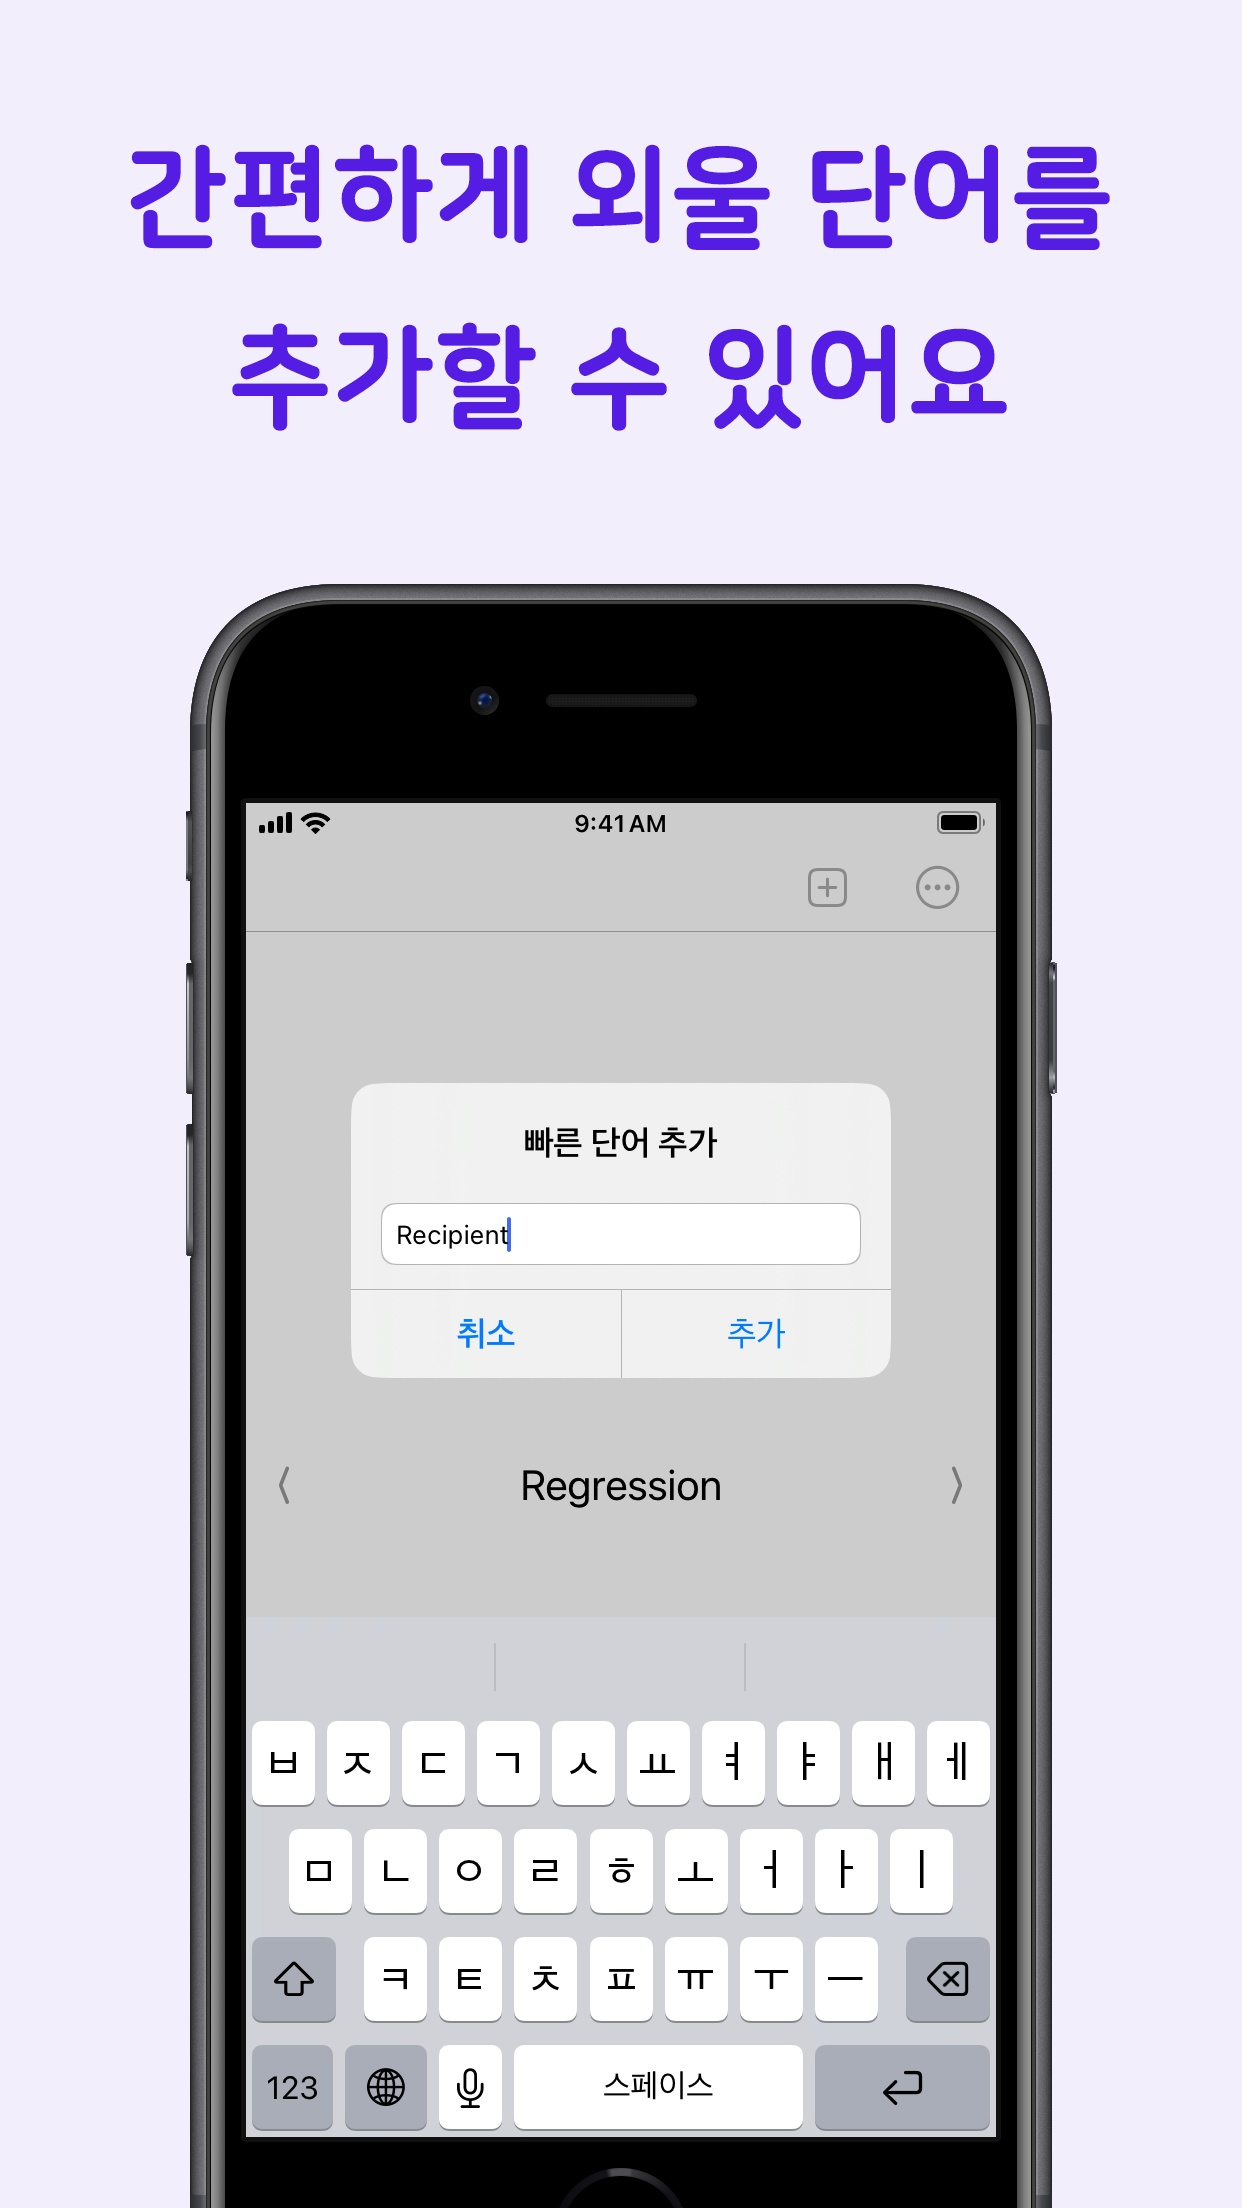 간편하게 외울 단어를
추가할 수 있어요
9:41 AM
빠른 단어 추가
Recipient
취소 추가
Regression
ㅂ ㅈ ㄷ ㄱ ㅅ ㅛ ㅕ ㅑ ㅐ ㅔ
ㅁ ㄴ ㅇ ㄹ ㅎ ㅗ ㅓ ㅏ ㅣ
ㅋ ㅌ ㅊ ㅍ ㅠ ㅜ ㅡ
123 스페이스